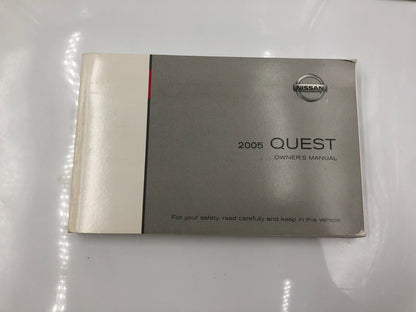 NISSAN
2005 QUEST
OWNER'S MANUAL
For your safety, read carefully and keep in this vehicle.